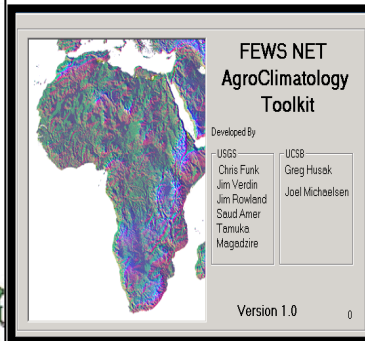 FEWS NET
AgroClimatology
Toolkit
Developed By
USGS
Chris Funk
Jim Verdin
Jim Rowland
Saud Amer
Tamuka
Magadzire
UCSB
Greg Husak
Joel Michaelsen
Version 1.0
0